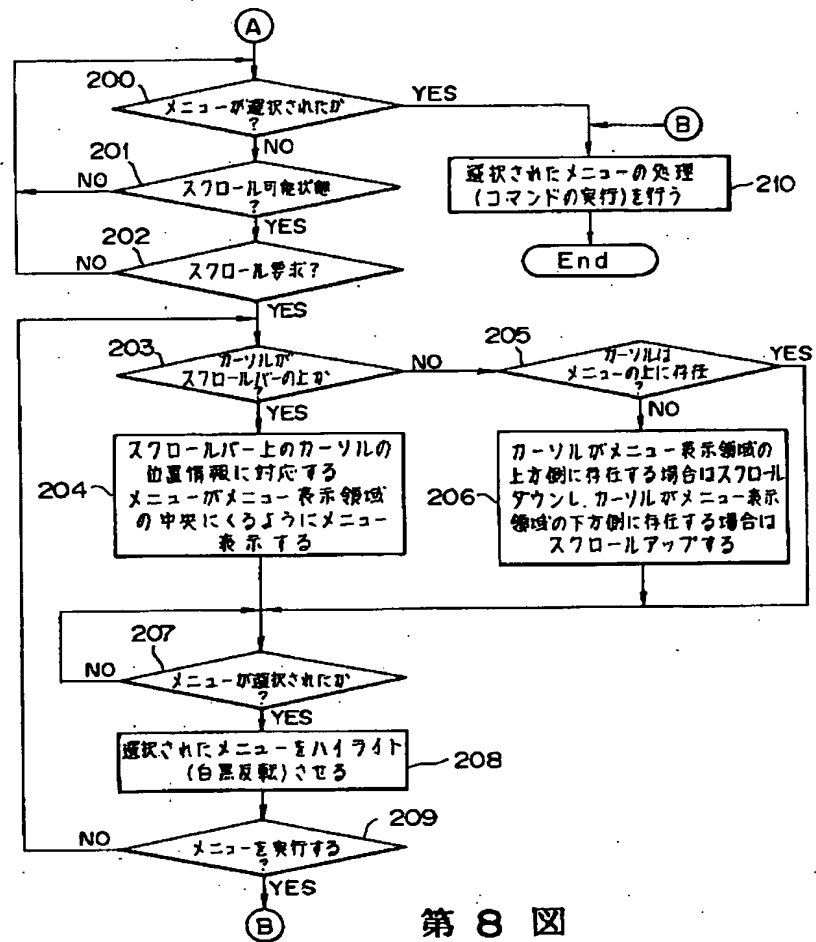 A
200
メニューが選択されたか
?
YES
NO
B
201
スクロール可能状態
?
NO
YES
選択されたメニューの処理
(コマンドの実行)を行う
210
202
スクロール要求?
NO
YES
End
203
カーソルが
スクロールバーの上か
?
NO
YES
205
カーソルは
メニューの上に存在
?
YES
NO
204
スクロールバー上のカーソルの
位置情報に対応する
メニューがメニュー表示領域
の中央にくるようにメニュー
表示する
206
カーソルがメニュー表示領域の
上方側に存在する場合はスクロール
ダウンし、カーソルがメニュー表示
領域の下方側に存在する場合は
スクロールアップする
207
メニューが選択されたか
?
NO
YES
選択されたメニューをハイライト
(白黒反転)させる
208
209
メニューを実行する
?
NO
YES
B
第 8 図